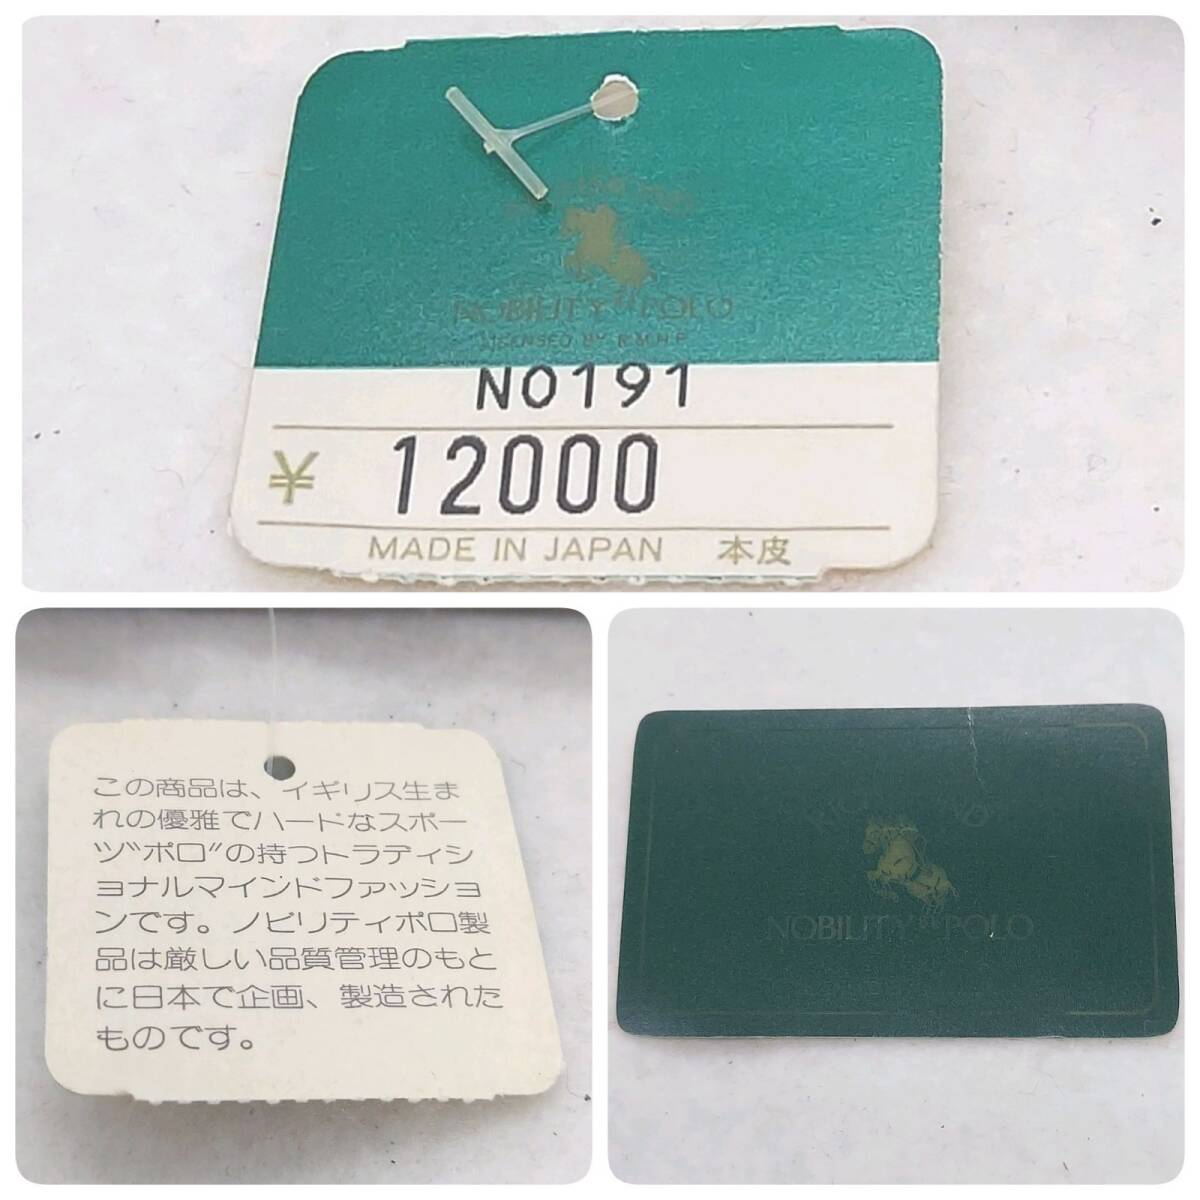 NOBILITY POLO
LICENSED BY R.M.H.P
NO191
¥ 12000
MADE IN JAPAN 本皮
この商品は、イギリス生ま
れの優雅でハードなスポー
ツ"ポロ"の持つトラディシ
ョナルマインドファッショ
ンです。ノビリティポロ製
品は厳しい品質管理のもと
に日本で企画、製造された
ものです。
NOBILITY POLO